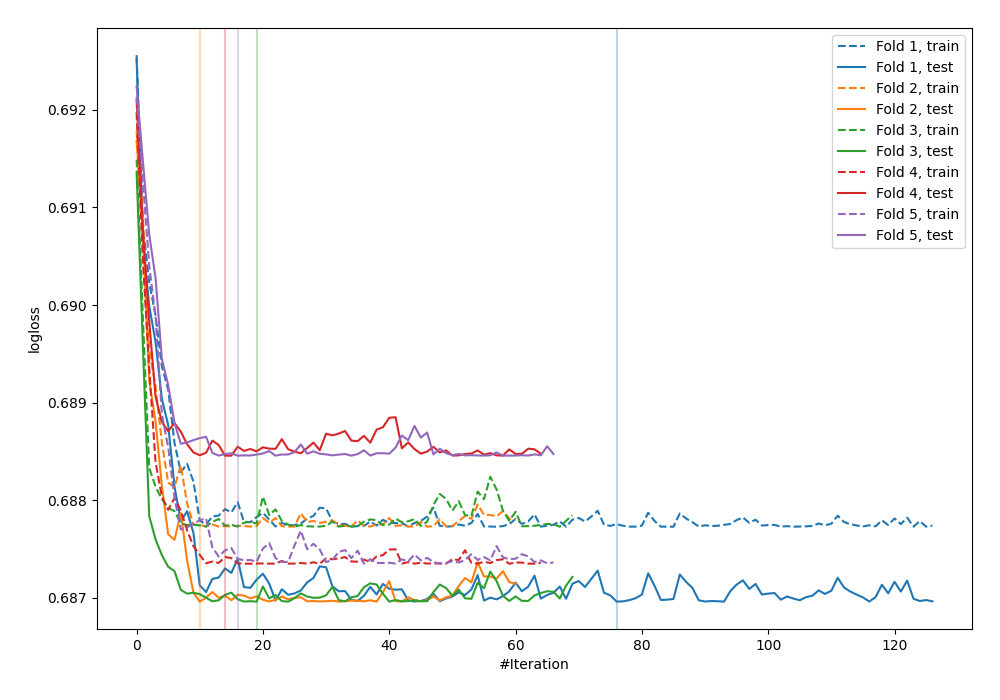 Fold 1, train
Fold 1, test
Fold 2, train
Fold 2, test
Fold 3, train
Fold 3, test
Fold 4, train
Fold 4, test
Fold 5, train
Fold 5, test
0.692
0.691
0.690
0.689
0.688
0.687
logloss
0 20 40 60 80 100 120
#Iteration